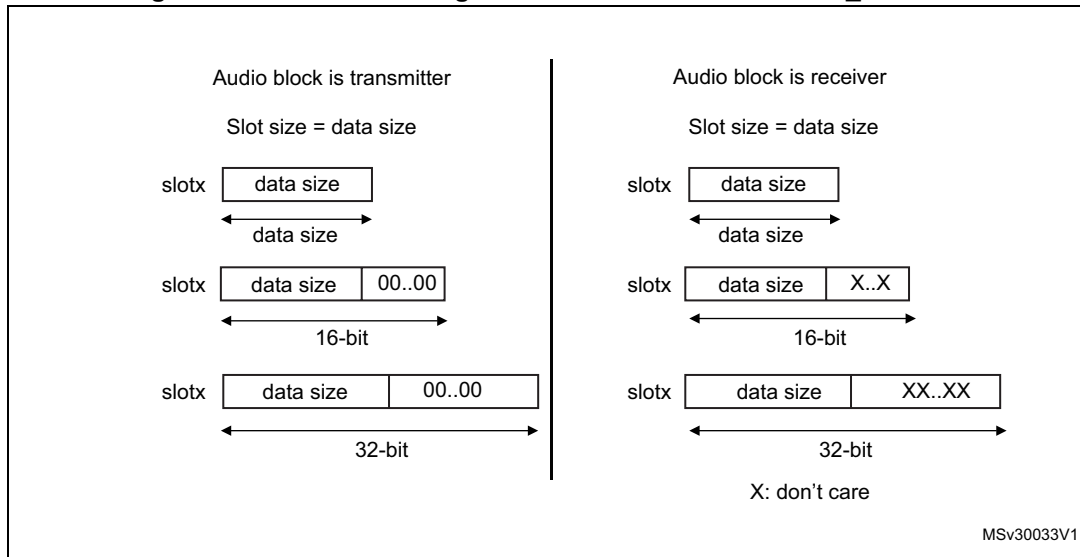 Audio block is transmitter
Slot size = data size
slotx data size
data size
slotx data size 00..00
16-bit
slotx data size 00..00
32-bit
Audio block is receiver
Slot size = data size
slotx data size
data size
slotx data size X..X
16-bit
slotx data size XX..XX
32-bit
X: don't care
MSv30033V1